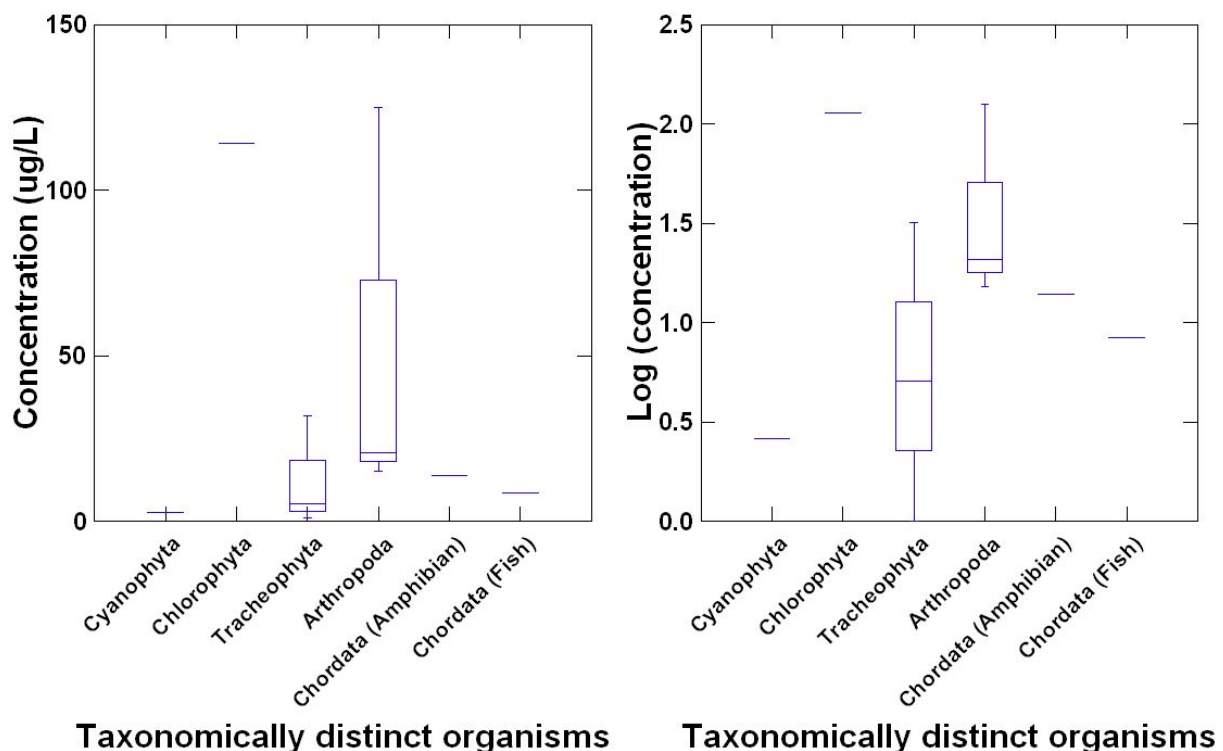 150
100
50
0
Concentration (ug/L)
Cyanophyta
Chlorophyta
Tracheophyta
Arthropoda
Chordata (Amphibian)
Chordata (Fish)
Taxonomically distinct organisms
2.5
2.0
1.5
1.0
0.5
0.0
Log (concentration)
Cyanophyta
Chlorophyta
Tracheophyta
Arthropoda
Chordata (Amphibian)
Chordata (Fish)
Taxonomically distinct organisms